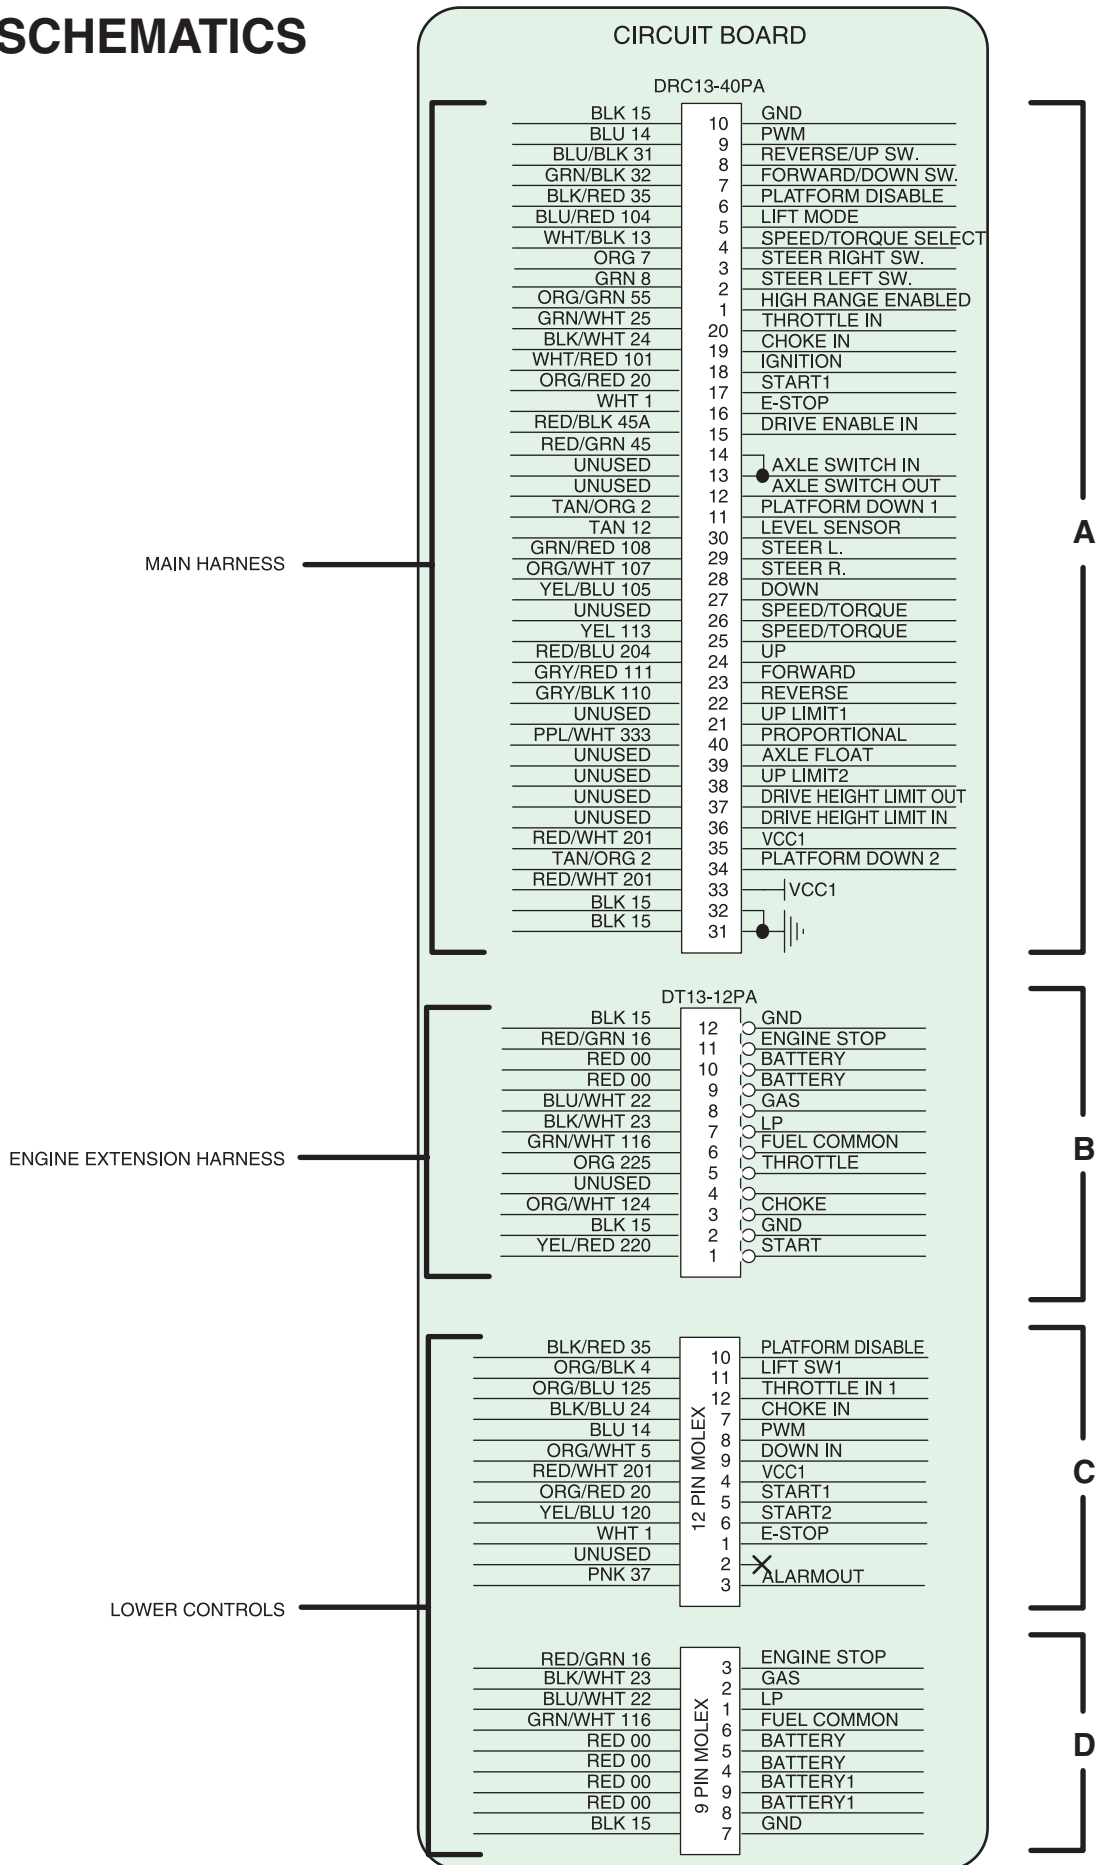 SCHEMATICS
CIRCUIT BOARD
DRC13-40PA
BLK 15 10 GND
BLU 14 9 PWM
BLU/BLK 31 8 REVERSE/UP SW.
GRN/BLK 32 7 FORWARD/DOWN SW.
BLK/RED 35 6 PLATFORM DISABLE
BLU/RED 104 5 LIFT MODE
WHT/BLK 13 4 SPEED/TORQUE SELECT
ORG 7 3 STEER RIGHT SW.
GRN 8 2 STEER LEFT SW.
ORG/GRN 55 1 HIGH RANGE ENABLED
GRN/WHT 25 20 THROTTLE IN
BLK/WHT 24 19 CHOKE IN
WHT/RED 101 18 IGNITION
ORG/RED 20 17 START1
WHT 1 16 E-STOP
RED/BLK 45A 15 DRIVE ENABLE IN
RED/GRN 45 14
UNUSED 13 AXLE SWITCH IN
UNUSED 12 AXLE SWITCH OUT
TAN/ORG 2 11 PLATFORM DOWN 1
TAN 12 30 LEVEL SENSOR
GRN/RED 108 29 STEER L.
ORG/WHT 107 28 STEER R.
YEL/BLU 105 27 DOWN
UNUSED 26 SPEED/TORQUE
YEL 113 25 SPEED/TORQUE
RED/BLU 204 24 UP
GRY/RED 111 23 FORWARD
GRY/BLK 110 22 REVERSE
UNUSED 21 UP LIMIT1
PPL/WHT 333 40 PROPORTIONAL
UNUSED 39 AXLE FLOAT
UNUSED 38 UP LIMIT2
UNUSED 37 DRIVE HEIGHT LIMIT OUT
UNUSED 36 DRIVE HEIGHT LIMIT IN
RED/WHT 201 35 VCC1
TAN/ORG 2 34 PLATFORM DOWN 2
RED/WHT 201 33 VCC1
BLK 15 32
BLK 15 31
MAIN HARNESS
A
DT13-12PA
BLK 15 12 GND
RED/GRN 16 11 ENGINE STOP
RED 00 10 BATTERY
RED 00 9 BATTERY
BLU/WHT 22 8 GAS
BLK/WHT 23 7 LP
GRN/WHT 116 6 FUEL COMMON
ORG 225 5 THROTTLE
UNUSED 4
ORG/WHT 124 3 CHOKE
BLK 15 2 GND
YEL/RED 220 1 START
ENGINE EXTENSION HARNESS
B
12 PIN MOLEX
BLK/RED 35 10 PLATFORM DISABLE
ORG/BLK 4 11 LIFT SW1
ORG/BLU 125 12 THROTTLE IN 1
BLK/BLU 24 7 CHOKE IN
BLU 14 8 PWM
ORG/WHT 5 9 DOWN IN
RED/WHT 201 4 VCC1
ORG/RED 20 5 START1
YEL/BLU 120 6 START2
WHT 1 1 E-STOP
UNUSED 2
PNK 37 3 ALARMOUT
C
LOWER CONTROLS
9 PIN MOLEX
RED/GRN 16 3 ENGINE STOP
BLK/WHT 23 2 GAS
BLU/WHT 22 1 LP
GRN/WHT 116 6 FUEL COMMON
RED 00 5 BATTERY
RED 00 4 BATTERY
RED 00 9 BATTERY1
RED 00 8 BATTERY1
BLK 15 7 GND
D